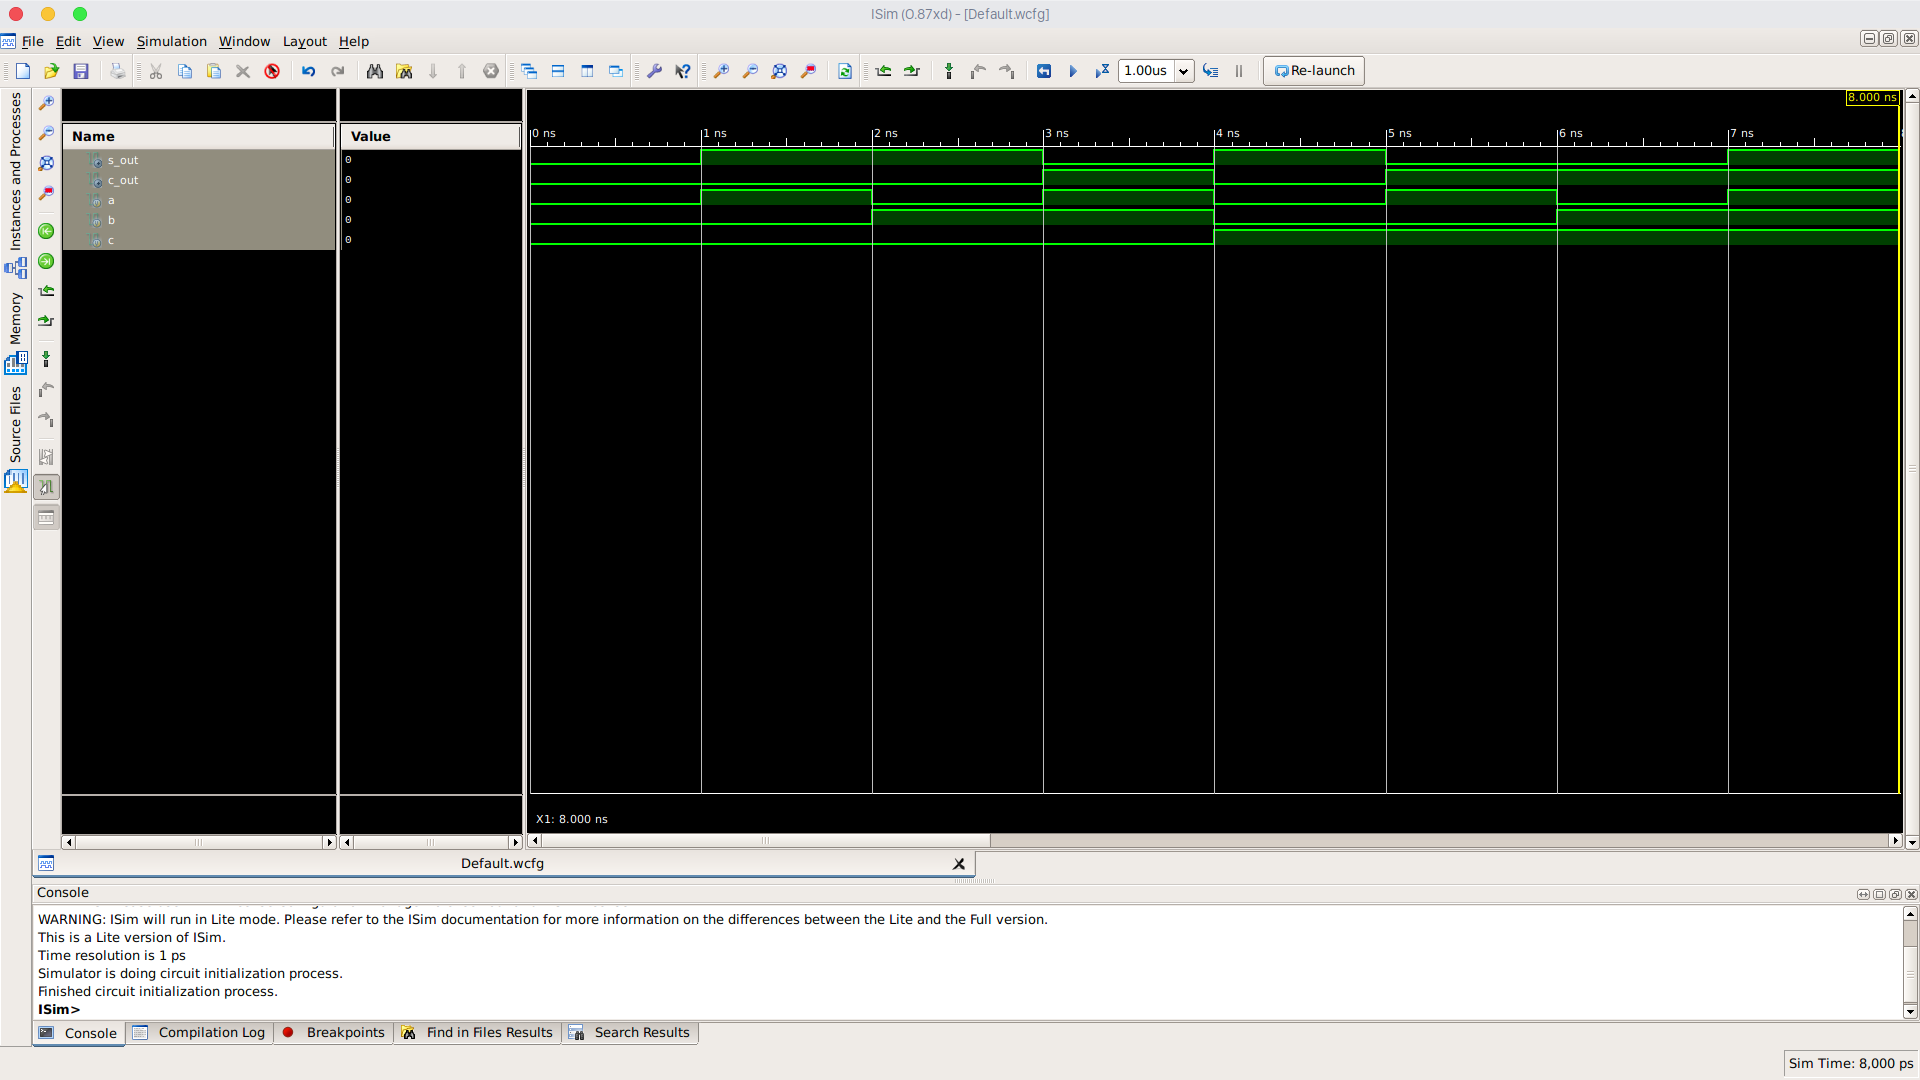 ISim (0.87xd) - [Default.wcfg]
File Edit View Simulation Window Layout Help
1.00us Re-launch
Instances and Processes
Memory
Source Files
Name Value
8.000 ns
0 ns 1 ns 2 ns 3 ns 4 ns 5 ns 6 ns 7 ns
s_out 0
c_out 0
a 0
b 0
c 0
X1: 8.000 ns
Default.wcfg
Console
WARNING: ISim will run in Lite mode. Please refer to the ISim documentation for more information on the differences between the Lite and the Full version.
This is a Lite version of ISim.
Time resolution is 1 ps
Simulator is doing circuit initialization process.
Finished circuit initialization process.
ISim>
Console Compilation Log Breakpoints Find in Files Results Search Results
Sim Time: 8,000 ps